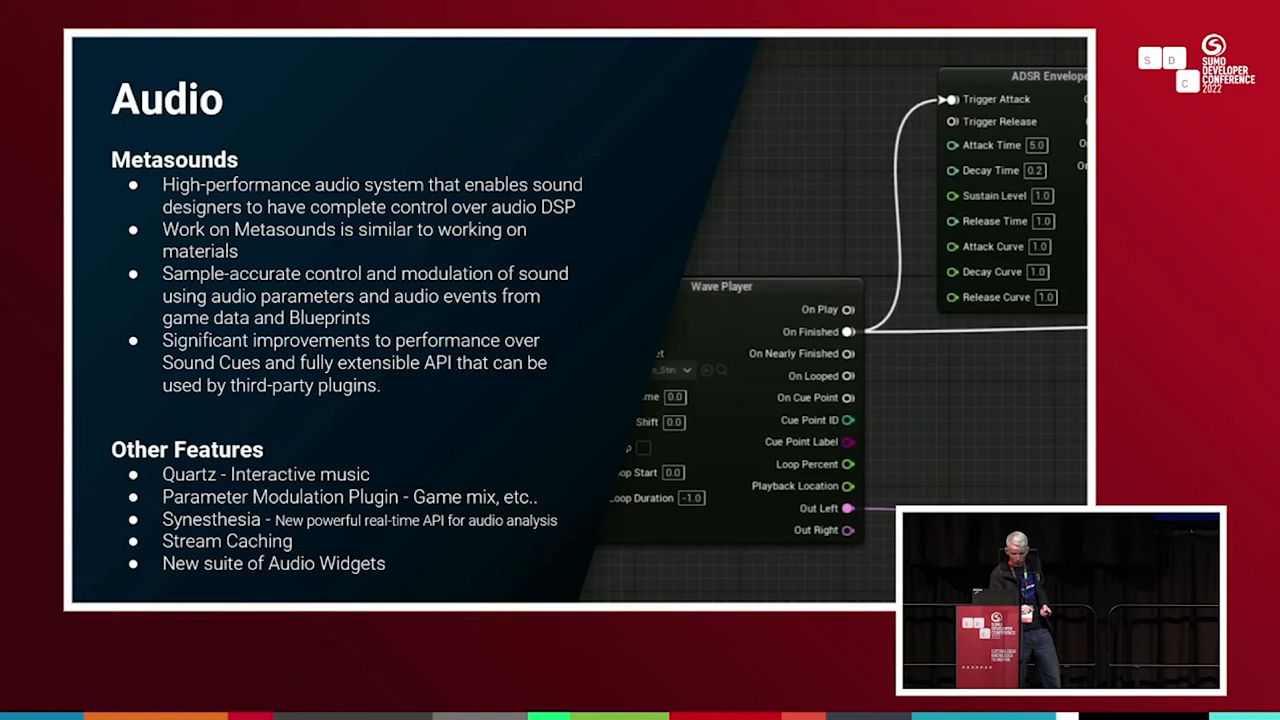 Audio
Metasounds
● High-performance audio system that enables sound
designers to have complete control over audio DSP
● Work on Metasounds is similar to working on
materials
● Sample-accurate control and modulation of sound
using audio parameters and audio events from
game data and Blueprints
● Significant improvements to performance over
Sound Cues and fully extensible API that can be
used by third-party plugins.
Other Features
● Quartz - Interactive music
● Parameter Modulation Plugin - Game mix, etc..
● Synesthesia - New powerful real-time API for audio analysis
● Stream Caching
● New suite of Audio Widgets
ADSR Envelope
Trigger Attack
Trigger Release
Attack Time 5.0
Decay Time 0.2
Sustain Level 1.0
Release Time 1.0
Attack Curve 1.0
Decay Curve 1.0
Release Curve 1.0
Wave Player
On Play
On Finished
On Nearly Finished
On Looped
On Cue Point
Cue Point ID
Cue Point Label
Loop Percent
Playback Location
Out Left
Out Right
et
n_Stin
me 0.0
Shift 0.0
p
op Start 0.0
oop Duration -1.0
S D C
SUMO
DEVELOPER
CONFERENCE
2022